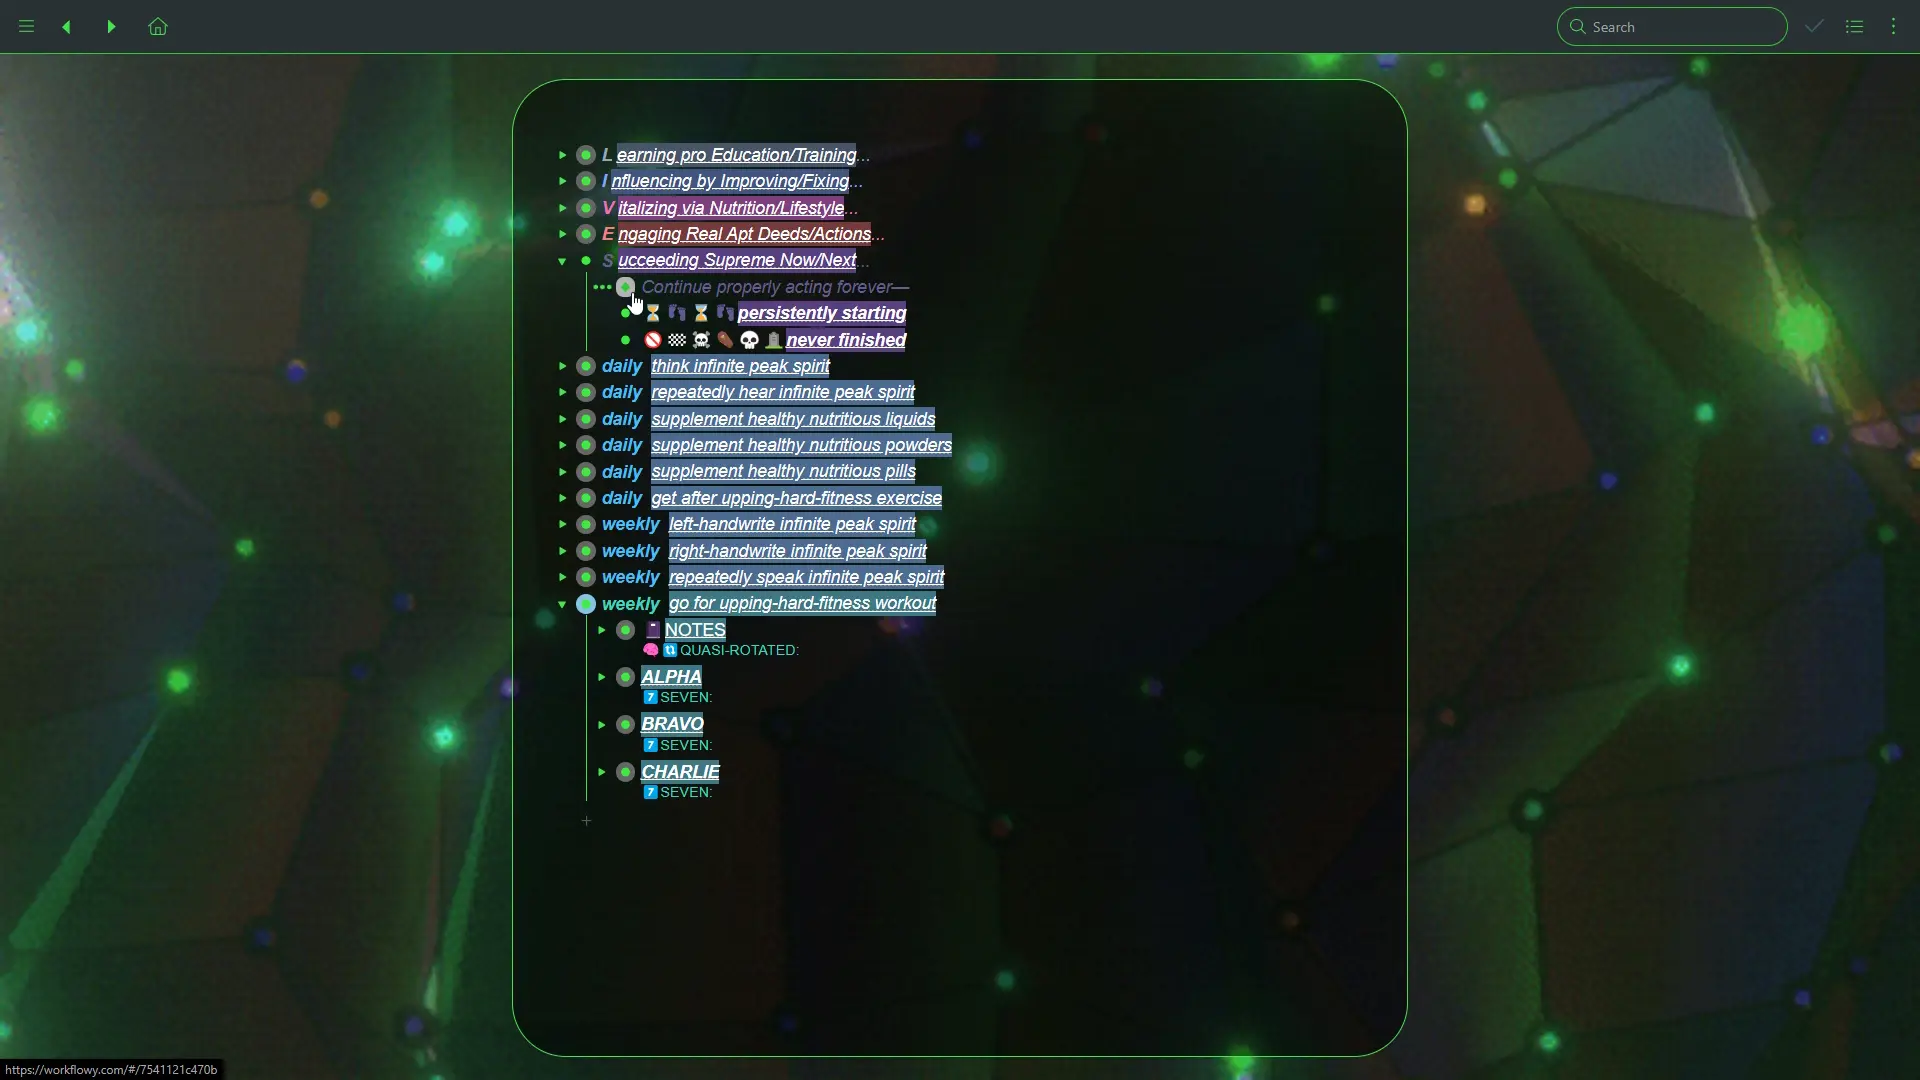 Search
L earning pro Education/Training...
I nfluencing by Improving/Fixing...
V italizing via Nutrition/Lifestyle...
E ngaging Real Apt Deeds/Actions...
S ucceeding Supreme Now/Next...
Continue properly acting forever—
⏳ 👣 ⏳ 👣 persistently starting
🚫 🏁 ☠ ⚰ 💀 🪦 never finished
daily think infinite peak spirit
daily repeatedly hear infinite peak spirit
daily supplement healthy nutritious liquids
daily supplement healthy nutritious powders
daily supplement healthy nutritious pills
daily get after upping-hard-fitness exercise
weekly left-handwrite infinite peak spirit
weekly right-handwrite infinite peak spirit
weekly repeatedly speak infinite peak spirit
weekly go for upping-hard-fitness workout
NOTES
🧠 🔃 QUASI-ROTATED:
ALPHA
7️⃣ SEVEN:
BRAVO
7️⃣ SEVEN:
CHARLIE
7️⃣ SEVEN:
https://workflowy.com/#/7541121c470b